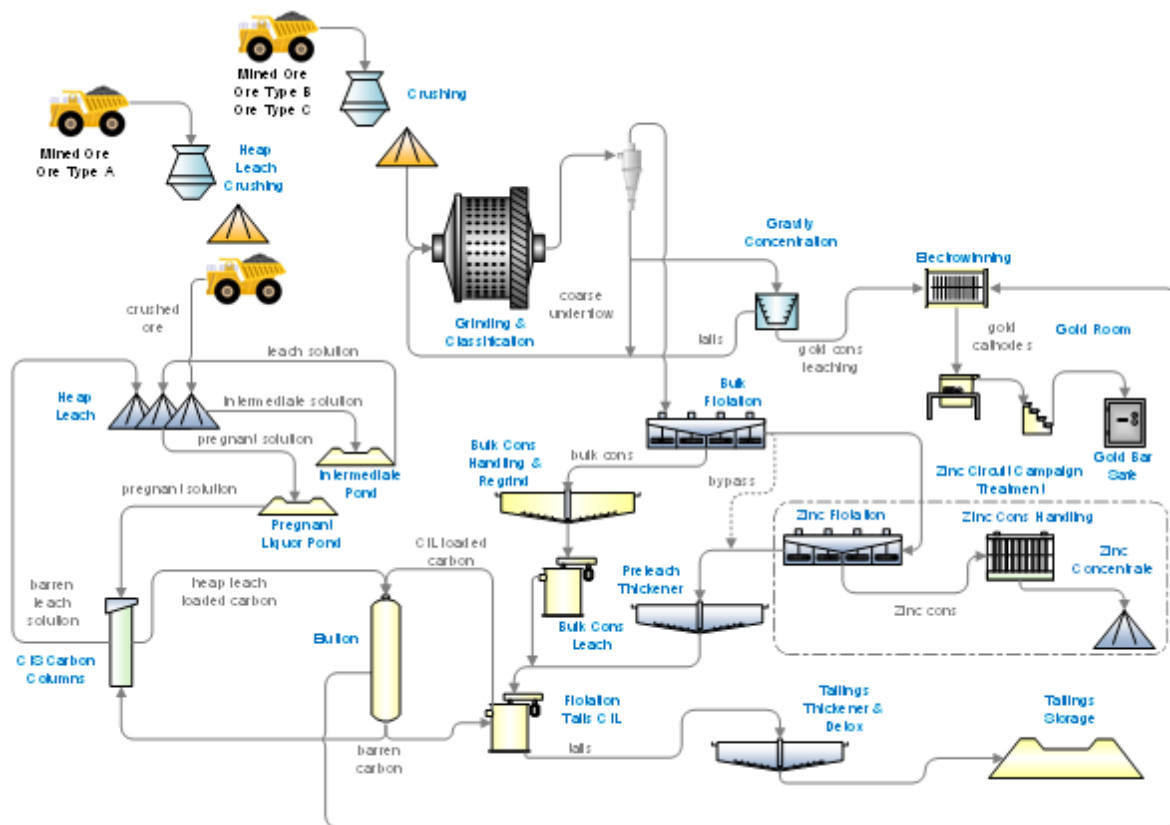 Mined Ore
Ore Type B
Ore Type C
Crushing
Mined Ore
Ore Type A
Heap
Leach
Crushing
Gravity
Concentration
Electrowinning
coarse
underflow
Grinding &
Classification
tails
gold cons
leaching
gold
cathodes
Gold Room
crushed
ore
leach solution
Heap
Leach
Intermediate solution
pregnant solution
Intermediate
Pond
pregnant solution
Pregnant
Liquor Pond
Bulk
Flotation
bulk cons
Bulk Cons
Handling &
Regrind
bypass
Gold Bar
Safe
Zinc Circuit Campaign
Treatment
Zinc Flotation
Zinc Cons Handling
Zinc
Concentrate
Zinc cons
CIL loaded
carbon
Preleach
Thickener
barren
leach
solution
heap leach
loaded carbon
Bulk Cons
Leach
CIS Carbon
Columns
Elution
Flotation
Tails CIL
barren
carbon
tails
Tailings
Thickener &
Detox
Tailings
Storage